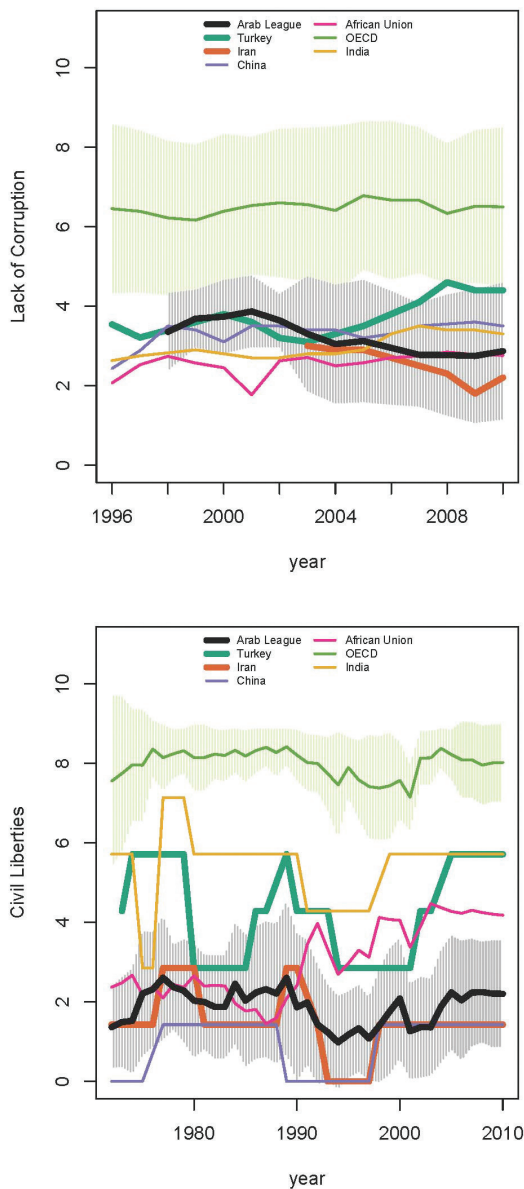 Arab League African Union
Turkey OECD
Iran India
China
10
8
6
4
2
0
Lack of Corruption
1996 2000 2004 2008
year
Arab League African Union
Turkey OECD
Iran India
China
10
8
6
4
2
0
Civil Liberties
1980 1990 2000 2010
year